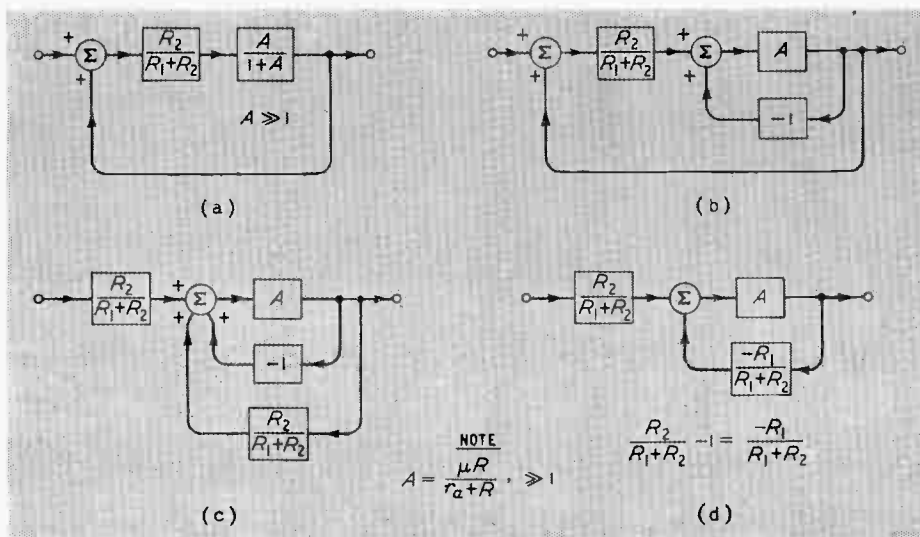 + Σ + R₂/(R₁+R₂) A/(1+A)
A ≫ 1
(a)
+ Σ + R₂/(R₁+R₂) + Σ + A
−1
(b)
R₂/(R₁+R₂) + Σ + + A
−1
R₂/(R₁+R₂)
(c)
NOTE
A = μR/(rₐ+R), ≫ 1
R₂/(R₁+R₂) Σ A
−R₁/(R₁+R₂)
R₂/(R₁+R₂) −1 = −R₁/(R₁+R₂)
(d)